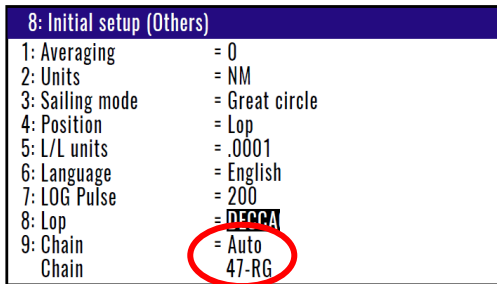 8: Initial setup (Others)
1: Averaging = 0
2: Units = NM
3: Sailing mode = Great circle
4: Position = Lop
5: L/L units = .0001
6: Language = English
7: LOG Pulse = 200
8: Lop = DECCA
9: Chain = Auto
Chain 47-RG